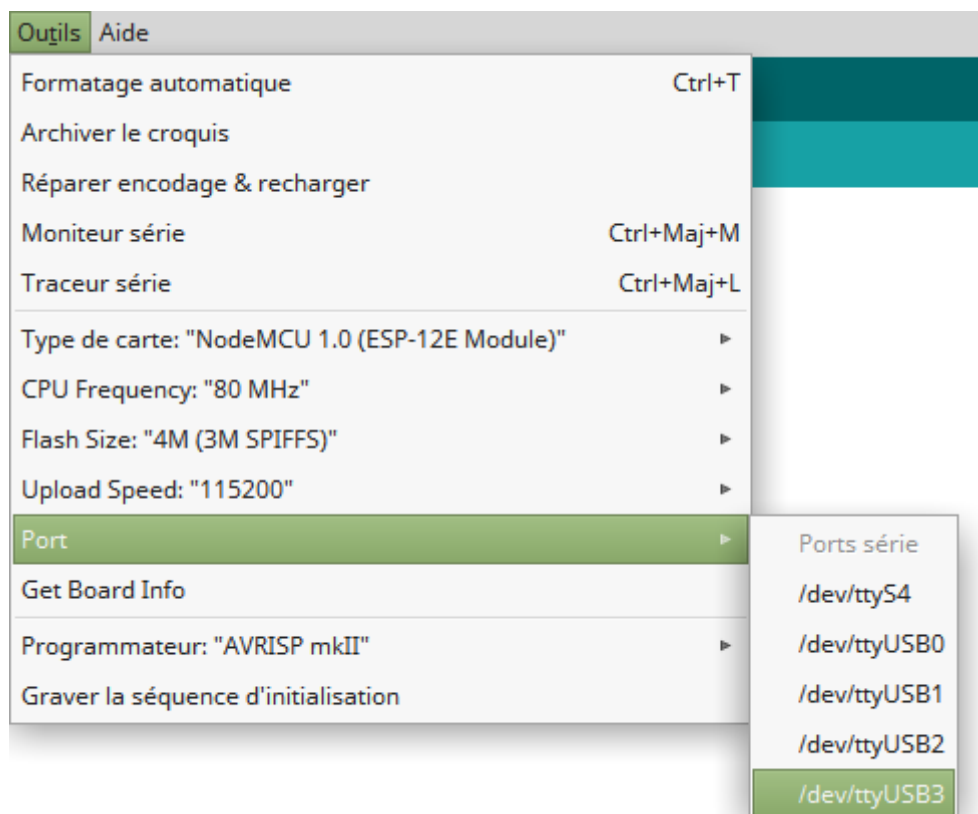 Outils Aide
Formatage automatique Ctrl+T
Archiver le croquis
Réparer encodage & recharger
Moniteur série Ctrl+Maj+M
Traceur série Ctrl+Maj+L
Type de carte: "NodeMCU 1.0 (ESP-12E Module)"
CPU Frequency: "80 MHz"
Flash Size: "4M (3M SPIFFS)"
Upload Speed: "115200"
Port
Get Board Info
Programmateur: "AVRISP mkII"
Graver la séquence d'initialisation
Ports série
/dev/ttyS4
/dev/ttyUSB0
/dev/ttyUSB1
/dev/ttyUSB2
/dev/ttyUSB3